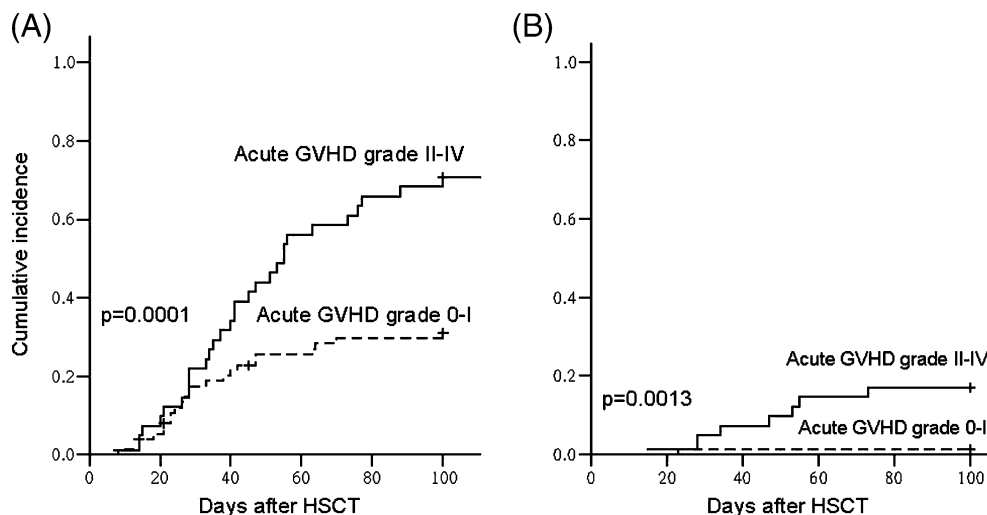 (A)
1.0
0.8
0.6
0.4
0.2
0.0
Cumulative incidence
Acute GVHD grade II-IV
p=0.0001
Acute GVHD grade 0-I
0 20 40 60 80 100
Days after HSCT
(B)
1.0
0.8
0.6
0.4
0.2
0.0
Acute GVHD grade II-IV
p=0.0013
Acute GVHD grade 0-I
0 20 40 60 80 100
Days after HSCT